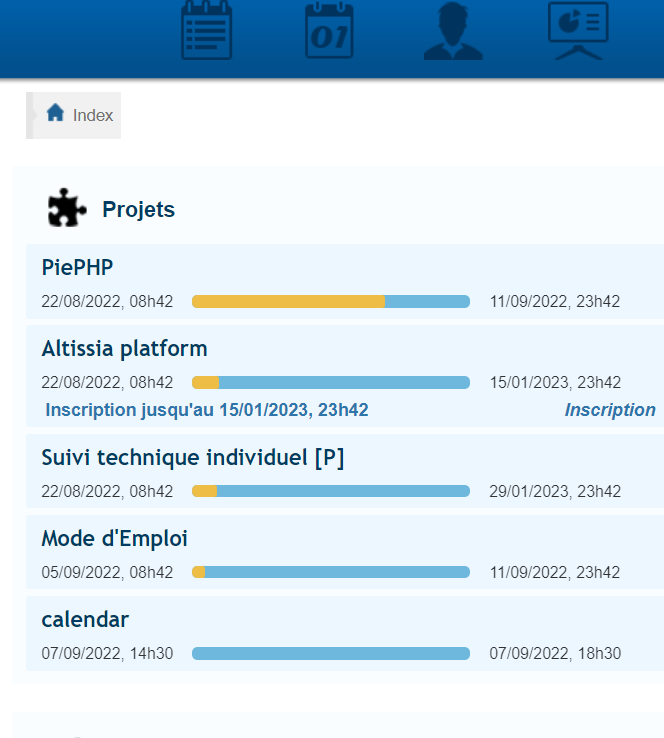 01
Index
Projets
PiePHP
22/08/2022, 08h42 11/09/2022, 23h42
Altissia platform
22/08/2022, 08h42 15/01/2023, 23h42
Inscription jusqu'au 15/01/2023, 23h42 Inscription
Suivi technique individuel [P]
22/08/2022, 08h42 29/01/2023, 23h42
Mode d'Emploi
05/09/2022, 08h42 11/09/2022, 23h42
calendar
07/09/2022, 14h30 07/09/2022, 18h30